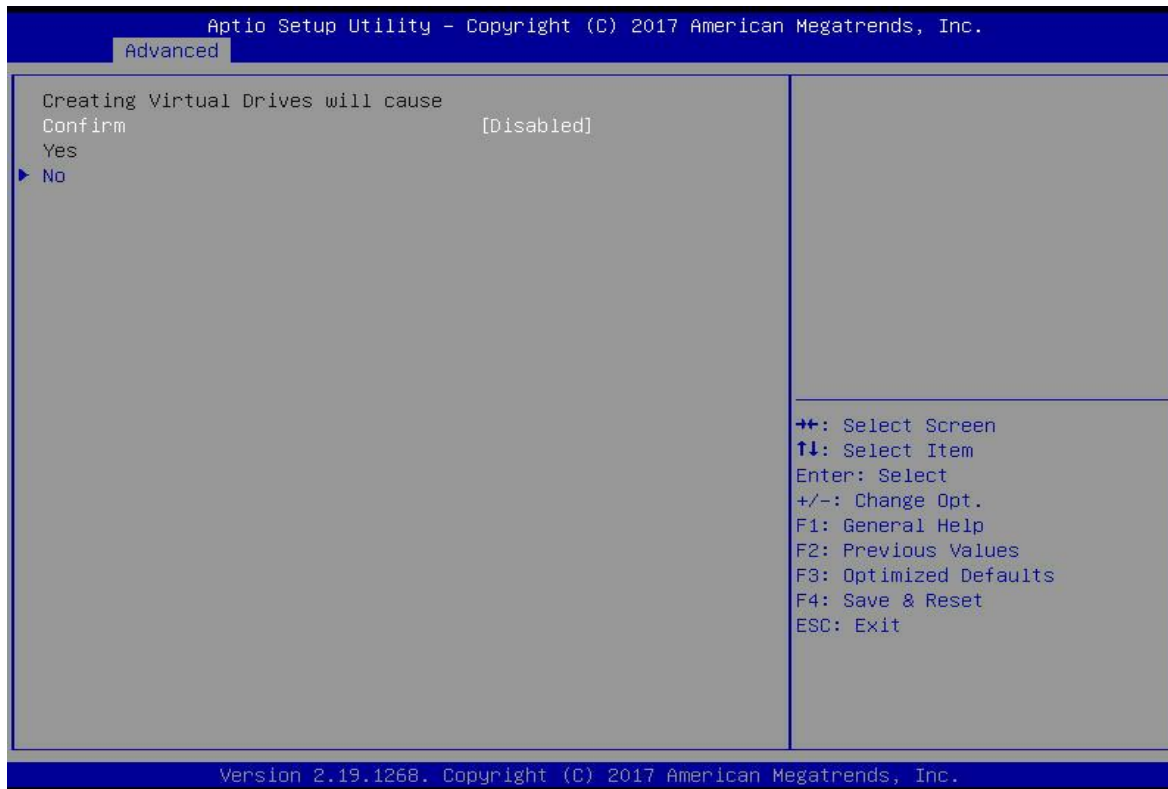 Aptio Setup Utility – Copyright (C) 2017 American Megatrends, Inc.
Advanced
Creating Virtual Drives will cause
Confirm [Disabled]
Yes
No
→←: Select Screen
↑↓: Select Item
Enter: Select
+/-: Change Opt.
F1: General Help
F2: Previous Values
F3: Optimized Defaults
F4: Save & Reset
ESC: Exit
Version 2.19.1268. Copyright (C) 2017 American Megatrends, Inc.